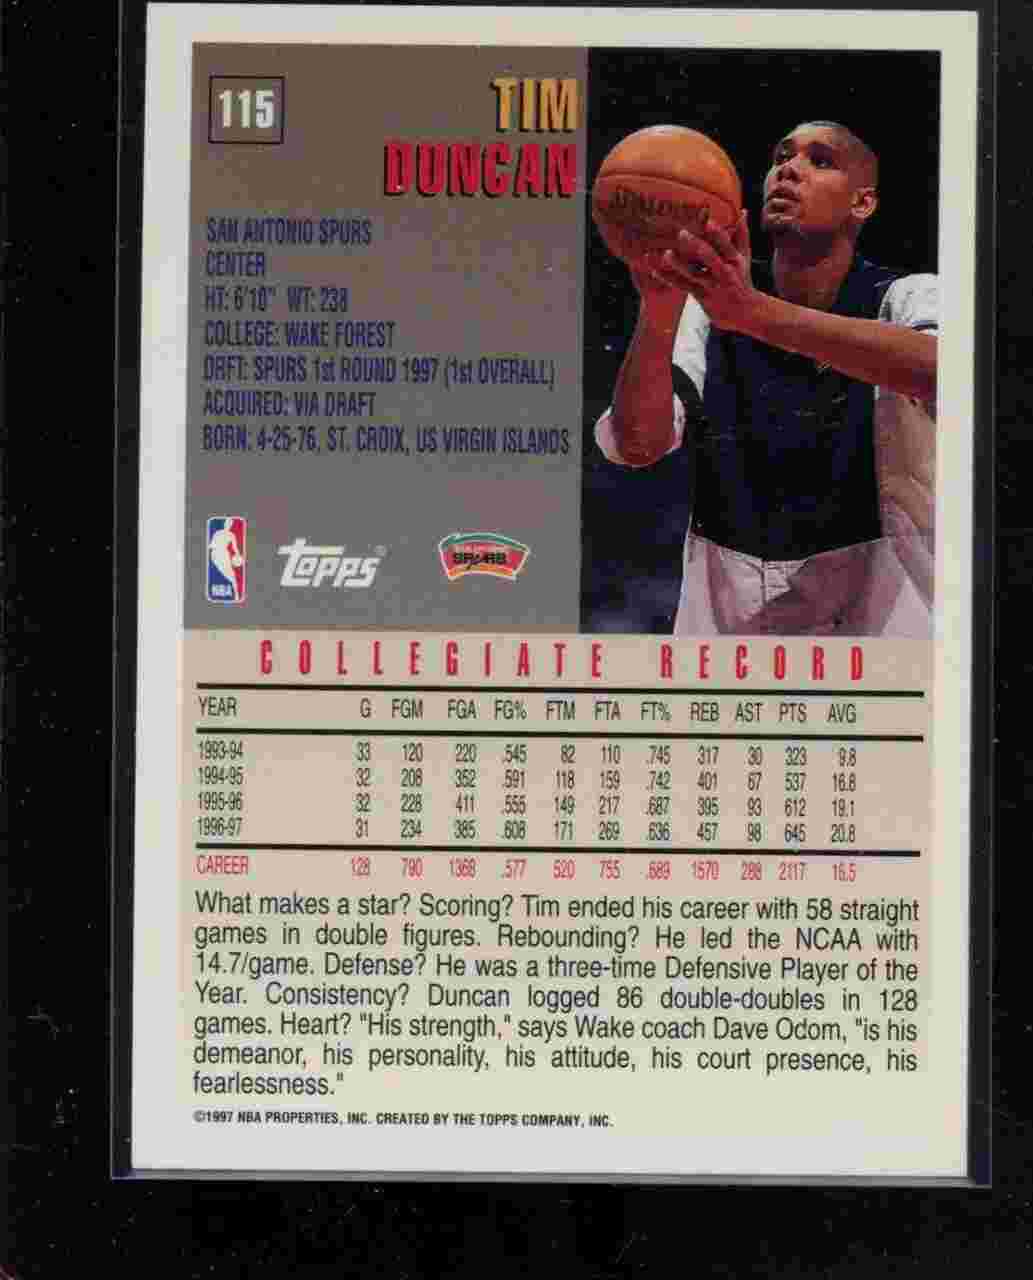 115
TIM
DUNCAN
SPALDING
SAN ANTONIO SPURS
CENTER
HT: 6'10" WT: 238
COLLEGE: WAKE FOREST
DRFT: SPURS 1st ROUND 1997 (1st OVERALL)
ACQUIRED: VIA DRAFT
BORN: 4-25-76, ST. CROIX, US VIRGIN ISLANDS
NBA
TOPPS®
SPURS
COLLEGIATE RECORD
YEAR G FGM FGA FG% FTM FTA FT% REB AST PTS AVG
1993-94 33 120 220 .545 82 110 .745 317 30 323 9.8
1994-95 32 208 352 .591 118 159 .742 401 67 537 16.8
1995-96 32 228 411 .555 149 217 .687 395 93 612 19.1
1996-97 31 234 385 .608 171 269 .636 457 98 645 20.8
CAREER 128 790 1368 .577 520 755 .689 1570 288 2117 16.5
What makes a star? Scoring? Tim ended his career with 58 straight
games in double figures. Rebounding? He led the NCAA with
14.7/game. Defense? He was a three-time Defensive Player of the
Year. Consistency? Duncan logged 86 double-doubles in 128
games. Heart? "His strength," says Wake coach Dave Odom, "is his
demeanor, his personality, his attitude, his court presence, his
fearlessness."
©1997 NBA PROPERTIES, INC. CREATED BY THE TOPPS COMPANY, INC.